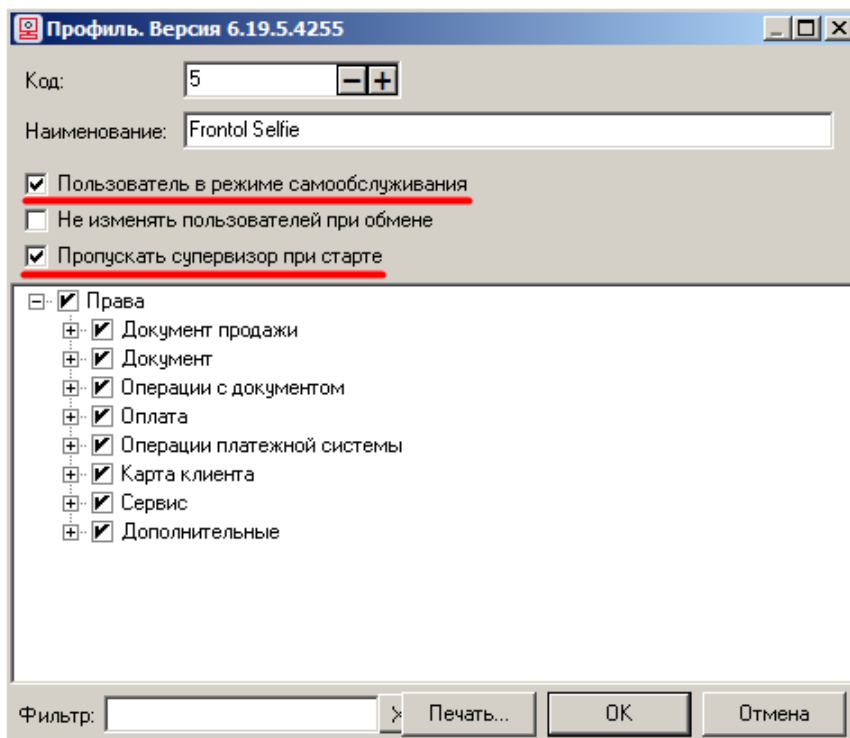 Профиль. Версия 6.19.5.4255
Код: 5
Наименование: Frontol Selfie
Пользователь в режиме самообслуживания
Не изменять пользователей при обмене
Пропускать супервизор при старте
Права
Документ продажи
Документ
Операции с документом
Оплата
Операции платежной системы
Карта клиента
Сервис
Дополнительные
Фильтр: Печать... OK Отмена